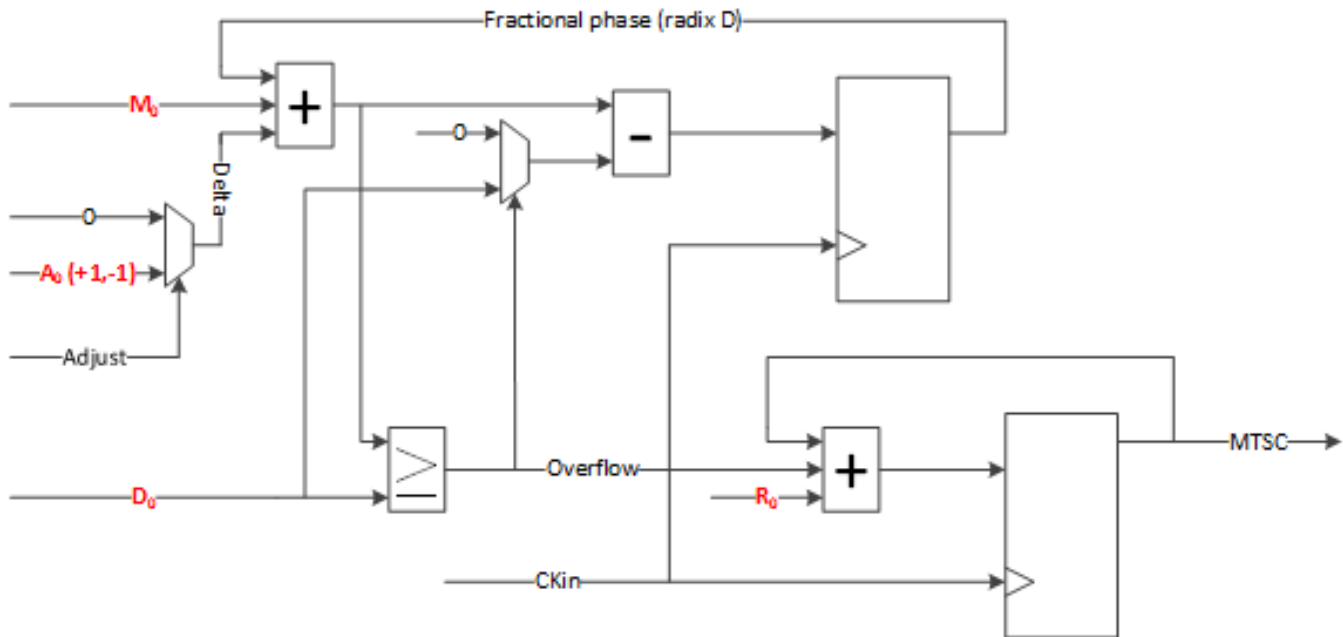 Fractional phase (radix D)
M₀
+
0
-
Delta
0
A₀ (+1,-1)
Adjust
≥
Overflow
+
MTSC
D₀
R₀
CKin